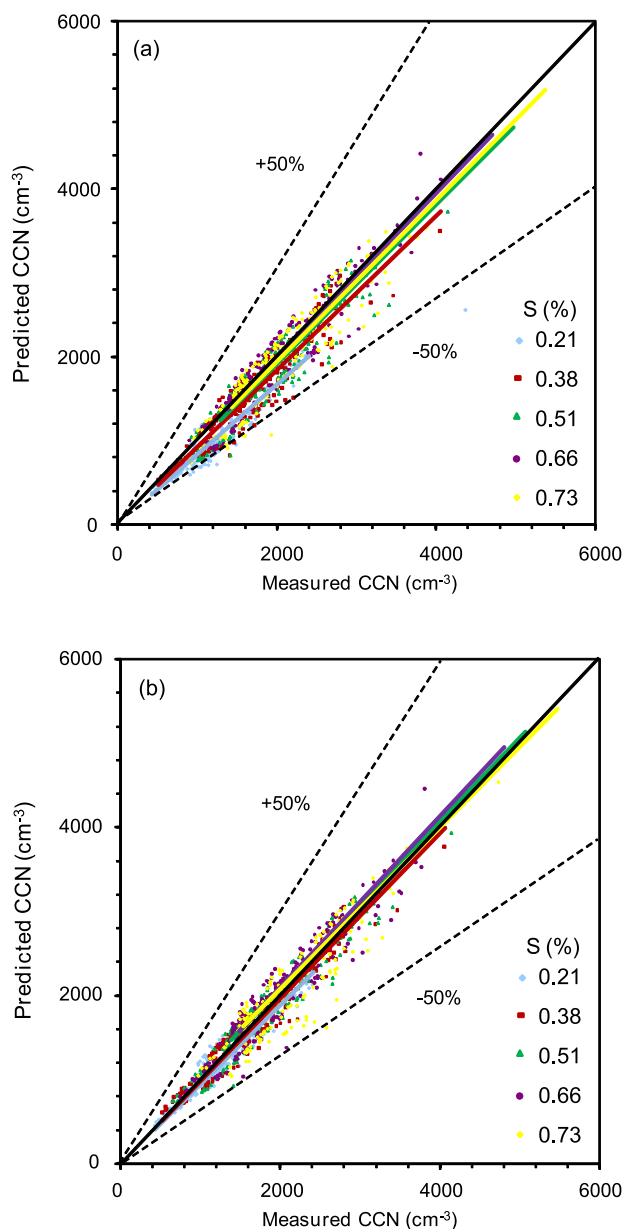 (a)
6000
4000
2000
0
Predicted CCN (cm-3)
+50%
-50%
S (%)
0.21
0.38
0.51
0.66
0.73
0 2000 4000 6000
Measured CCN (cm-3)
(b)
6000
4000
2000
0
Predicted CCN (cm-3)
+50%
-50%
S (%)
0.21
0.38
0.51
0.66
0.73
0 2000 4000 6000
Measured CCN (cm-3)